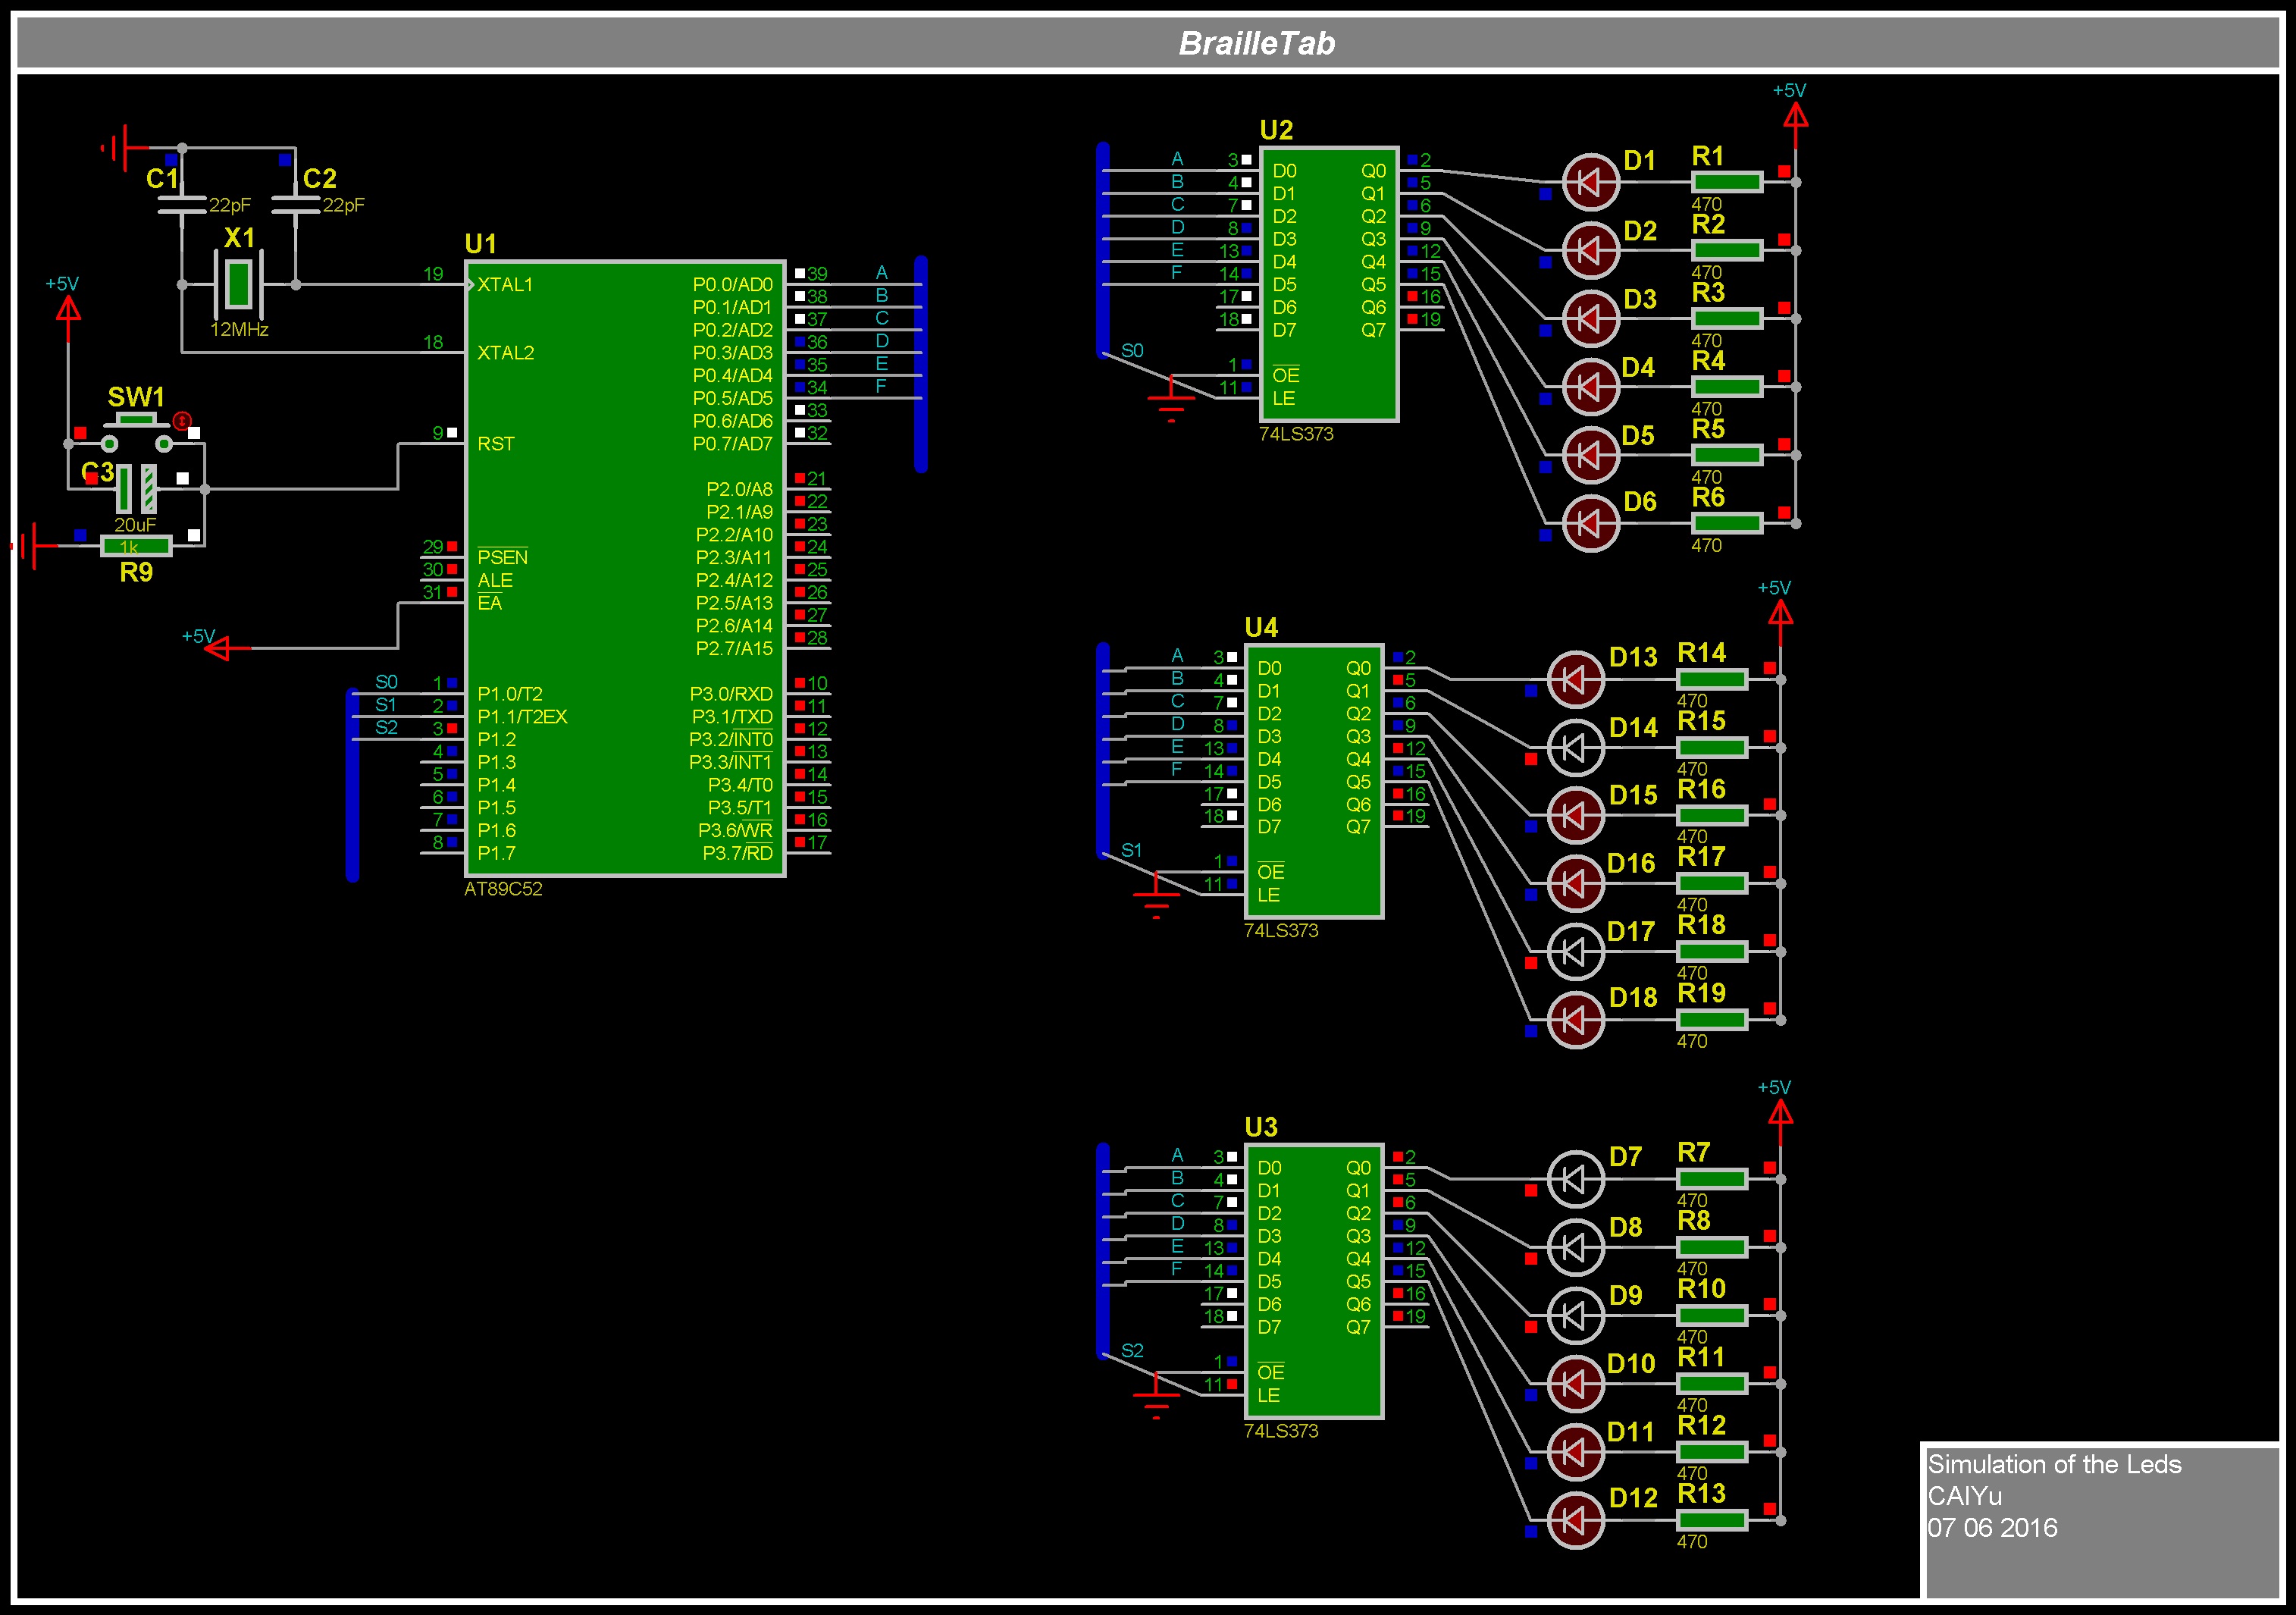 BrailleTab
C1
22pF
C2
22pF
X1
12MHz
+5V
SW1
C3
20uF
1k
R9
+5V
U1
19 XTAL1
18 XTAL2
9 RST
29 PSEN
30 ALE
31 EA
S0 1 P1.0/T2
S1 2 P1.1/T2EX
S2 3 P1.2
4 P1.3
5 P1.4
6 P1.5
7 P1.6
8 P1.7
P0.0/AD0 39 A
P0.1/AD1 38 B
P0.2/AD2 37 C
P0.3/AD3 36 D
P0.4/AD4 35 E
P0.5/AD5 34 F
P0.6/AD6 33
P0.7/AD7 32
P2.0/A8 21
P2.1/A9 22
P2.2/A10 23
P2.3/A11 24
P2.4/A12 25
P2.5/A13 26
P2.6/A14 27
P2.7/A15 28
P3.0/RXD 10
P3.1/TXD 11
P3.2/INT0 12
P3.3/INT1 13
P3.4/T0 14
P3.5/T1 15
P3.6/WR 16
P3.7/RD 17
AT89C52
U2
A 3 D0 Q0 2
B 4 D1 Q1 5
C 7 D2 Q2 6
D 8 D3 Q3 9
E 13 D4 Q4 12
F 14 D5 Q5 15
17 D6 Q6 16
18 D7 Q7 19
S0 1 OE
11 LE
74LS373
+5V
D1 R1
470
D2 R2
470
D3 R3
470
D4 R4
470
D5 R5
470
D6 R6
470
U4
A 3 D0 Q0 2
B 4 D1 Q1 5
C 7 D2 Q2 6
D 8 D3 Q3 9
E 13 D4 Q4 12
F 14 D5 Q5 15
17 D6 Q6 16
18 D7 Q7 19
S1 1 OE
11 LE
74LS373
+5V
D13 R14
470
D14 R15
470
D15 R16
470
D16 R17
470
D17 R18
470
D18 R19
470
U3
A 3 D0 Q0 2
B 4 D1 Q1 5
C 7 D2 Q2 6
D 8 D3 Q3 9
E 13 D4 Q4 12
F 14 D5 Q5 15
17 D6 Q6 16
18 D7 Q7 19
S2 1 OE
11 LE
74LS373
+5V
D7 R7
470
D8 R8
470
D9 R10
470
D10 R11
470
D11 R12
470
D12 R13
470
Simulation of the Leds
CAIYu
07 06 2016